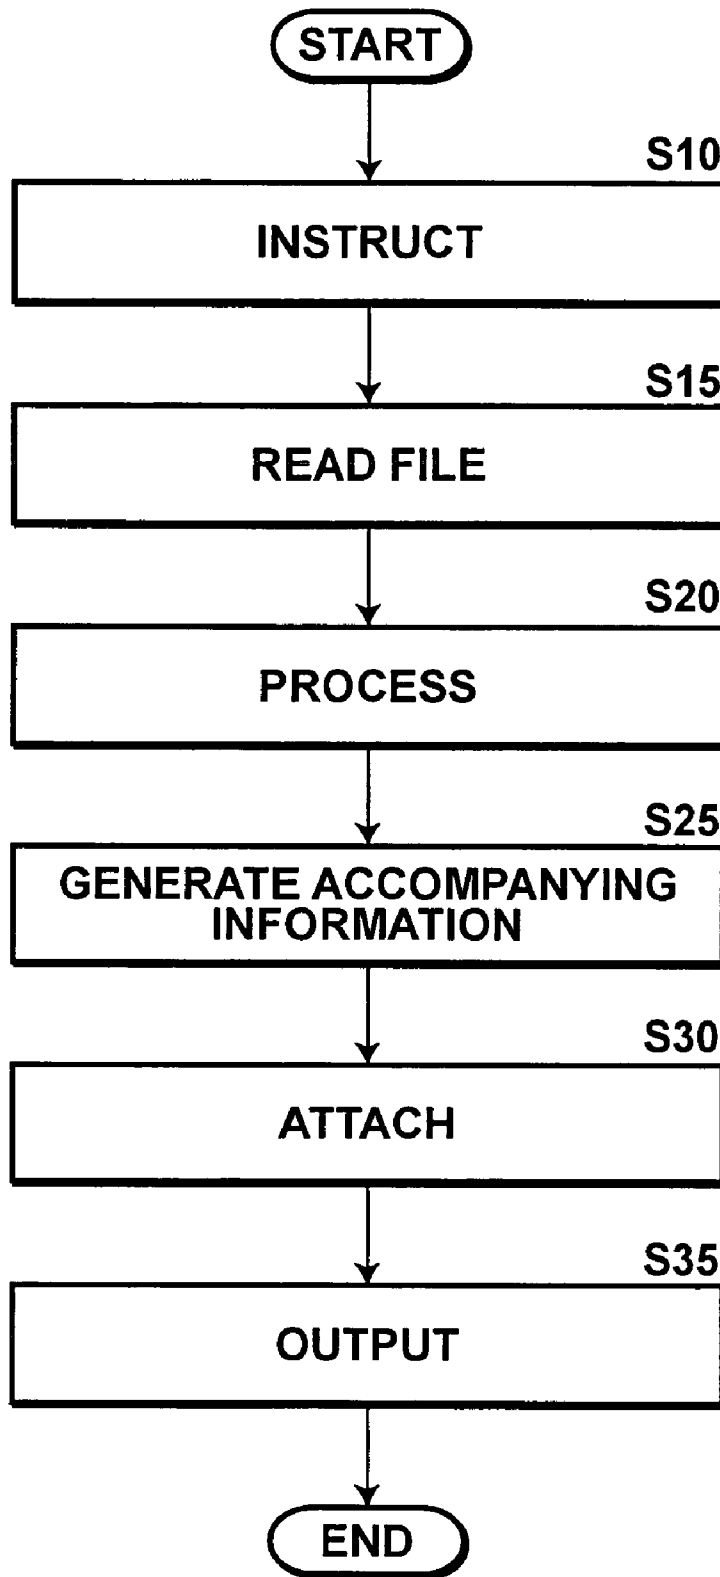 START
S10
INSTRUCT
S15
READ FILE
S20
PROCESS
S25
GENERATE ACCOMPANYING
INFORMATION
S30
ATTACH
S35
OUTPUT
END